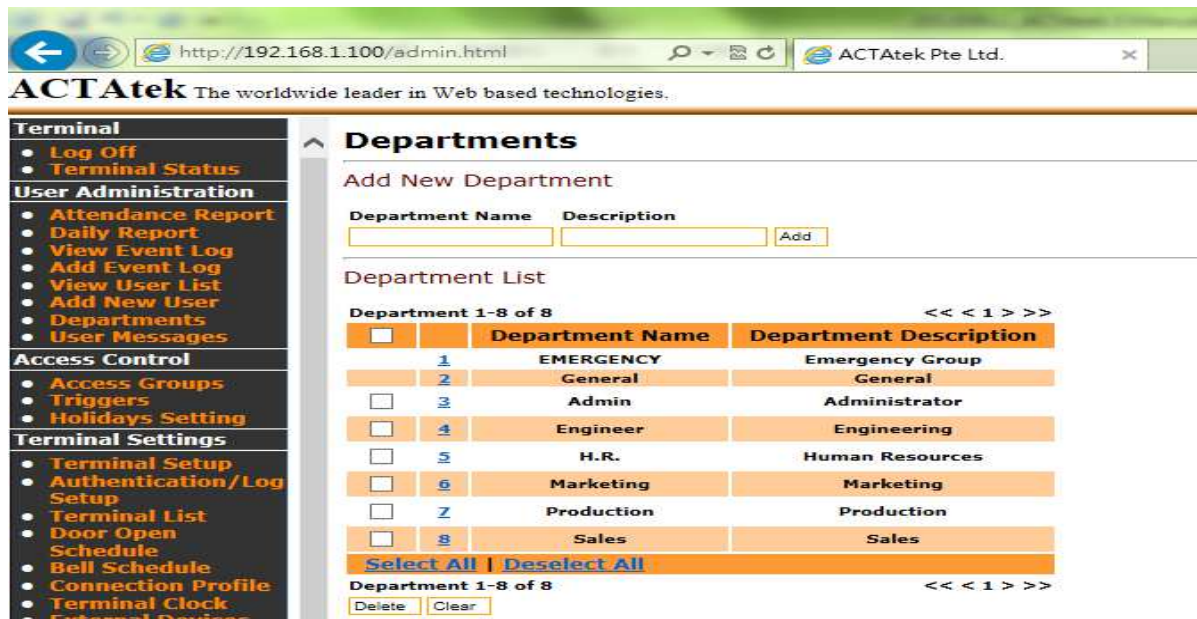 http://192.168.1.100/admin.html
ACTAtek Pte Ltd.
ACTAtek The worldwide leader in Web based technologies.
Terminal
Log Off
Terminal Status
User Administration
Attendance Report
Daily Report
View Event Log
Add Event Log
View User List
Add New User
Departments
User Messages
Access Control
Access Groups
Triggers
Holidays Setting
Terminal Settings
Terminal Setup
Authentication/Log
Setup
Terminal List
Door Open
Schedule
Bell Schedule
Connection Profile
Terminal Clock
External Devices
Departments
Add New Department
Department Name Description
Add
Department List
Department 1-8 of 8 << < 1 > >>
Department Name Department Description
1 EMERGENCY Emergency Group
2 General General
3 Admin Administrator
4 Engineer Engineering
5 H.R. Human Resources
6 Marketing Marketing
7 Production Production
8 Sales Sales
Select All | Deselect All
Department 1-8 of 8 << < 1 > >>
Delete Clear